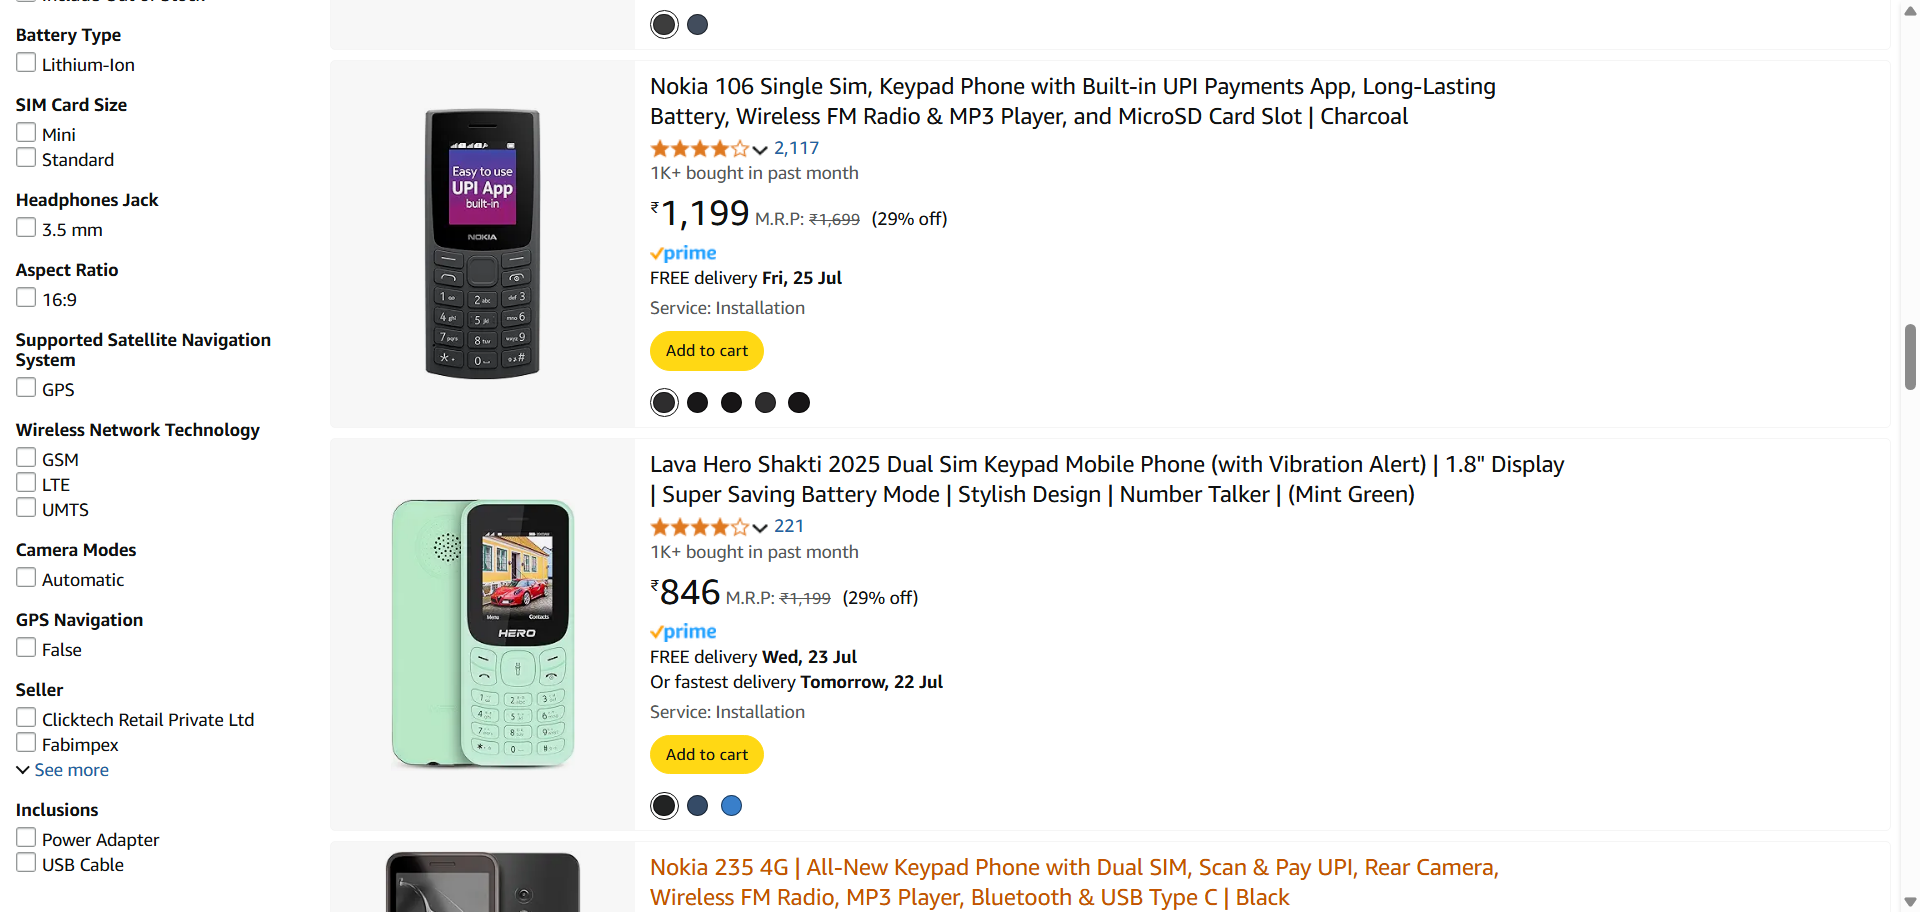 Battery Type
Lithium-Ion
SIM Card Size
Mini
Standard
Headphones Jack
3.5 mm
Aspect Ratio
16:9
Supported Satellite Navigation
System
GPS
Wireless Network Technology
GSM
LTE
UMTS
Camera Modes
Automatic
GPS Navigation
False
Seller
Clicktech Retail Private Ltd
Fabimpex
See more
Inclusions
Power Adapter
USB Cable
Easy to use
UPI App
built-in
NOKIA
Nokia 106 Single Sim, Keypad Phone with Built-in UPI Payments App, Long-Lasting
Battery, Wireless FM Radio & MP3 Player, and MicroSD Card Slot | Charcoal
2,117
1K+ bought in past month
₹1,199 M.R.P: ₹1,699 (29% off)
prime
FREE delivery Fri, 25 Jul
Service: Installation
Add to cart
Menu Contacts
HERO
Lava Hero Shakti 2025 Dual Sim Keypad Mobile Phone (with Vibration Alert) | 1.8" Display
| Super Saving Battery Mode | Stylish Design | Number Talker | (Mint Green)
221
1K+ bought in past month
₹846 M.R.P: ₹1,199 (29% off)
prime
FREE delivery Wed, 23 Jul
Or fastest delivery Tomorrow, 22 Jul
Service: Installation
Add to cart
Nokia 235 4G | All-New Keypad Phone with Dual SIM, Scan & Pay UPI, Rear Camera,
Wireless FM Radio, MP3 Player, Bluetooth & USB Type C | Black